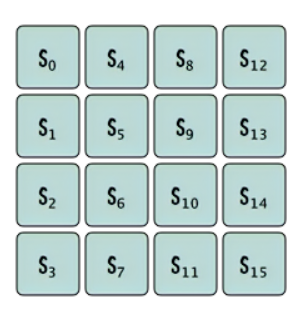 S₀ S₄ S₈ S₁₂
S₁ S₅ S₉ S₁₃
S₂ S₆ S₁₀ S₁₄
S₃ S₇ S₁₁ S₁₅